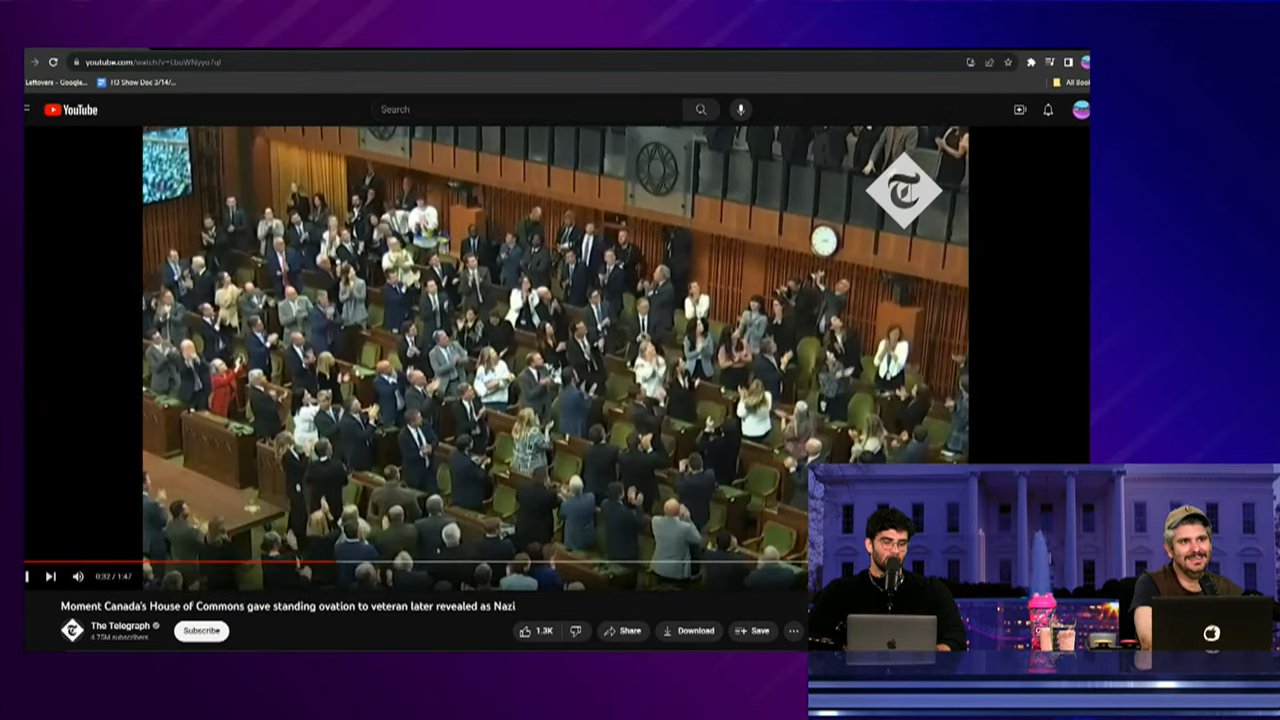 youtube.com/watch?v=
Leftovers - Google...
H3 Show Doc 3/14/...
All Boo
YouTube
Search
T
0:32 / 1:47
Moment Canada's House of Commons gave standing ovation to veteran later revealed as Nazi
The Telegraph
4.75M subscribers
Subscribe
1.3K
Share
Download
Save